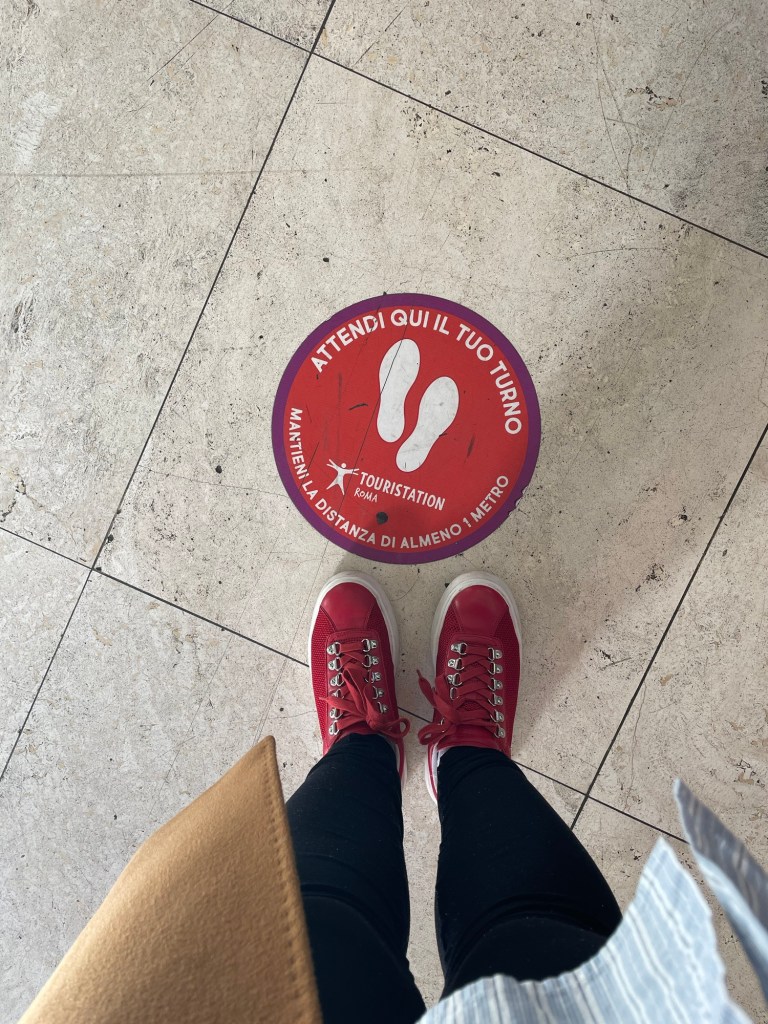 ATTENDI QUI IL TUO TURNO
TOURISTATION
ROMA
MANTIENI LA DISTANZA DI ALMENO 1 METRO